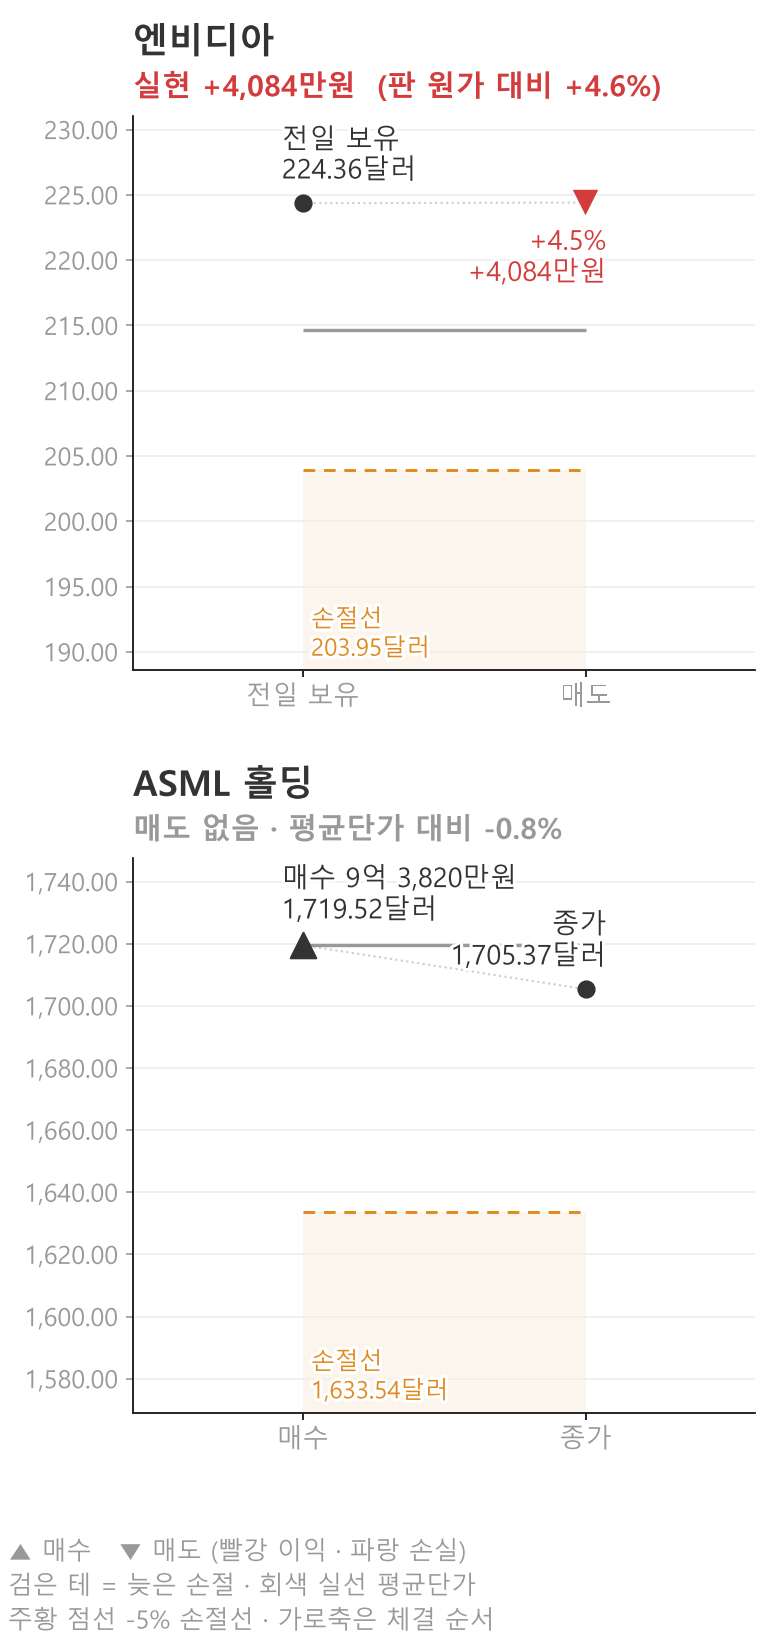 엔비디아
실현 +4,084만원 (판 원가 대비 +4.6%)
230.00
225.00
220.00
215.00
210.00
205.00
200.00
195.00
190.00
전일 보유
224.36달러
+4.5%
+4,084만원
손절선
203.95달러
전일 보유
매도
ASML 홀딩
매도 없음 · 평균단가 대비 -0.8%
1,740.00
1,720.00
1,700.00
1,680.00
1,660.00
1,640.00
1,620.00
1,600.00
1,580.00
매수 9억 3,820만원
1,719.52달러
종가
1,705.37달러
손절선
1,633.54달러
매수
종가
▲ 매수 ▼ 매도 (빨강 이익 · 파랑 손실)
검은 테 = 늦은 손절 · 회색 실선 평균단가
주황 점선 -5% 손절선 · 가로축은 체결 순서